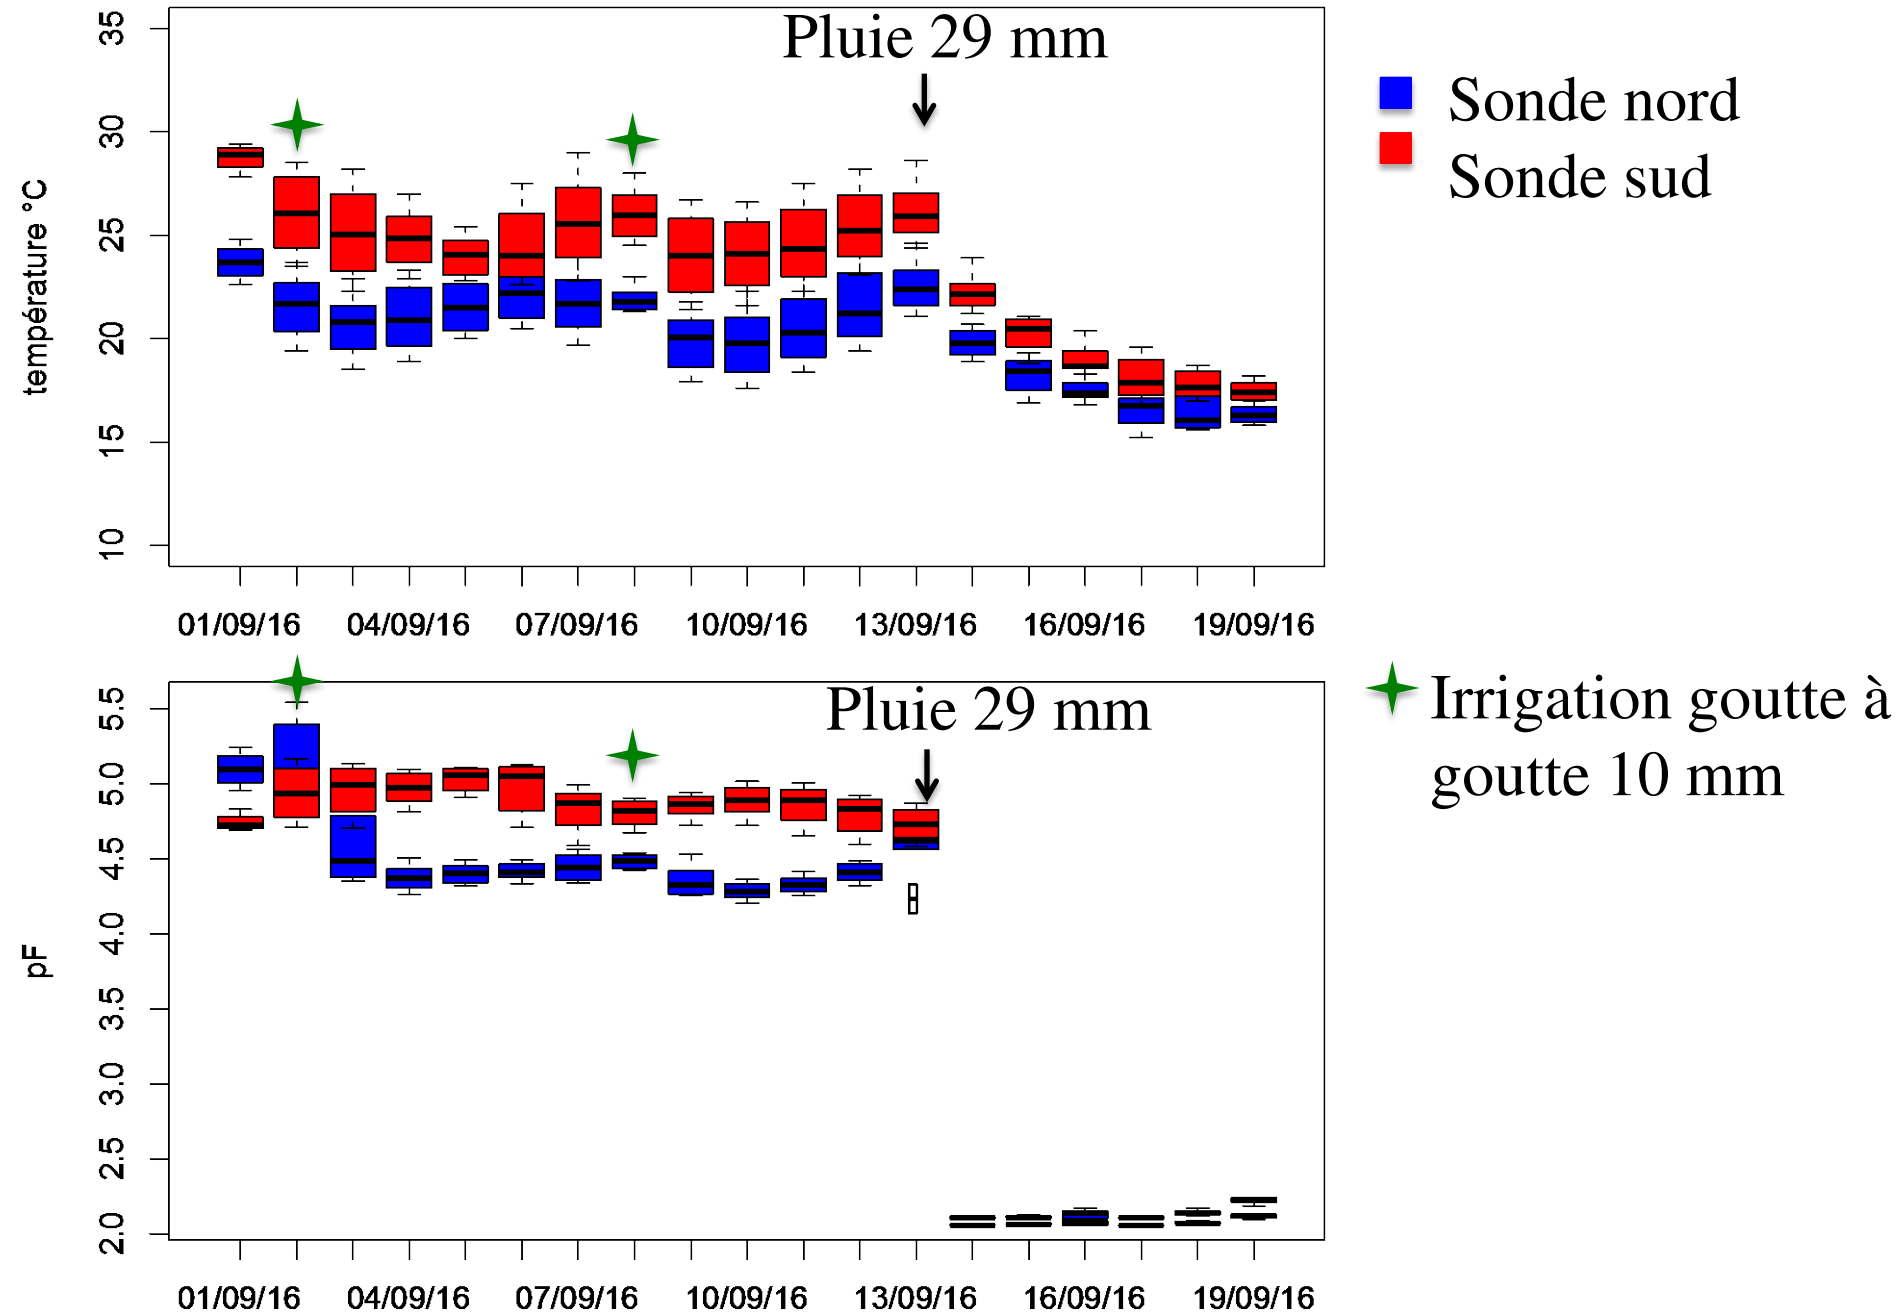 Pluie 29 mm
Sonde nord
Sonde sud
température °C
35
30
25
20
15
10
01/09/16 04/09/16 07/09/16 10/09/16 13/09/16 16/09/16 19/09/16
Pluie 29 mm
Irrigation goutte à
goutte 10 mm
pF
5.5
5.0
4.5
4.0
3.5
3.0
2.5
2.0
01/09/16 04/09/16 07/09/16 10/09/16 13/09/16 16/09/16 19/09/16